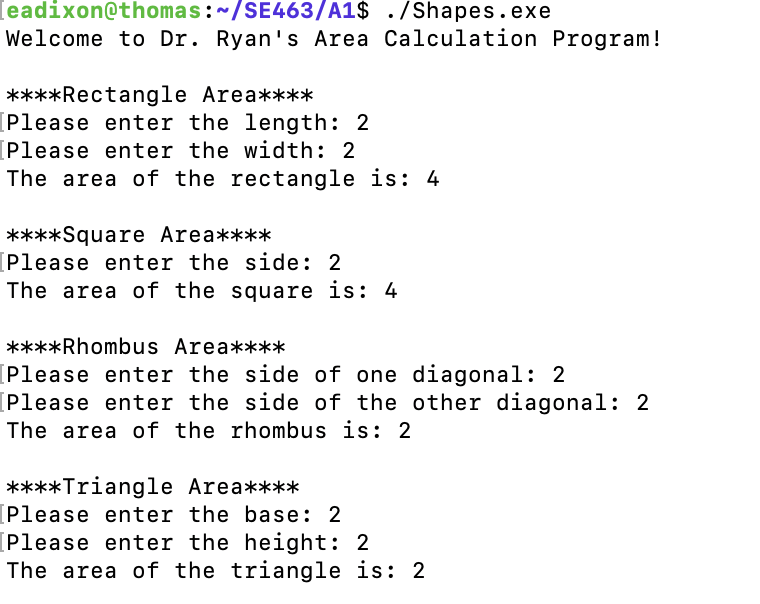 [eadixon@thomas:~/SE463/A1$ ./Shapes.exe
Welcome to Dr. Ryan's Area Calculation Program!
****Rectangle Area****
[Please enter the length: 2
[Please enter the width: 2
The area of the rectangle is: 4
****Square Area****
[Please enter the side: 2
The area of the square is: 4
****Rhombus Area****
[Please enter the side of one diagonal: 2
[Please enter the side of the other diagonal: 2
The area of the rhombus is: 2
****Triangle Area****
[Please enter the base: 2
[Please enter the height: 2
The area of the triangle is: 2